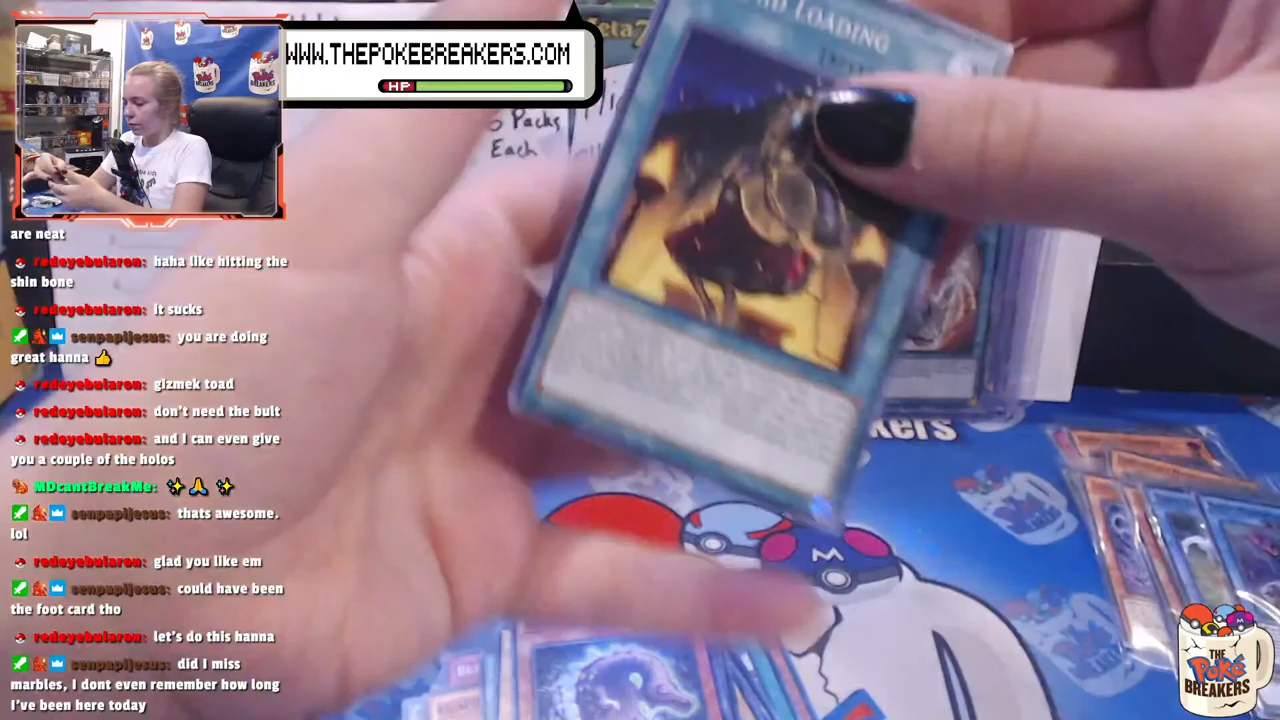 WWW.THEPOKEBREAKERS.COM
HP
Packs
Each
LOADING
are neat
redeyebularon: haha like hitting the
shin bone
redeyebularon: it sucks
senpapijesus: you are doing
great hanna 👍
redeyebularon: gizmek toad
redeyebularon: don't need the bult
redeyebularon: and I can even give
you a couple of the holos
MDcantBreakMe: ✨ 🙏 ✨
senpapijesus: thats awesome.
lol
redeyebularon: glad you like em
senpapijesus: could have been
the foot card tho
redeyebularon: let's do this hanna
senpapijesus: did I miss
marbles, I dont even remember how long
I've been here today
M
THE
Poké
BREAKERS